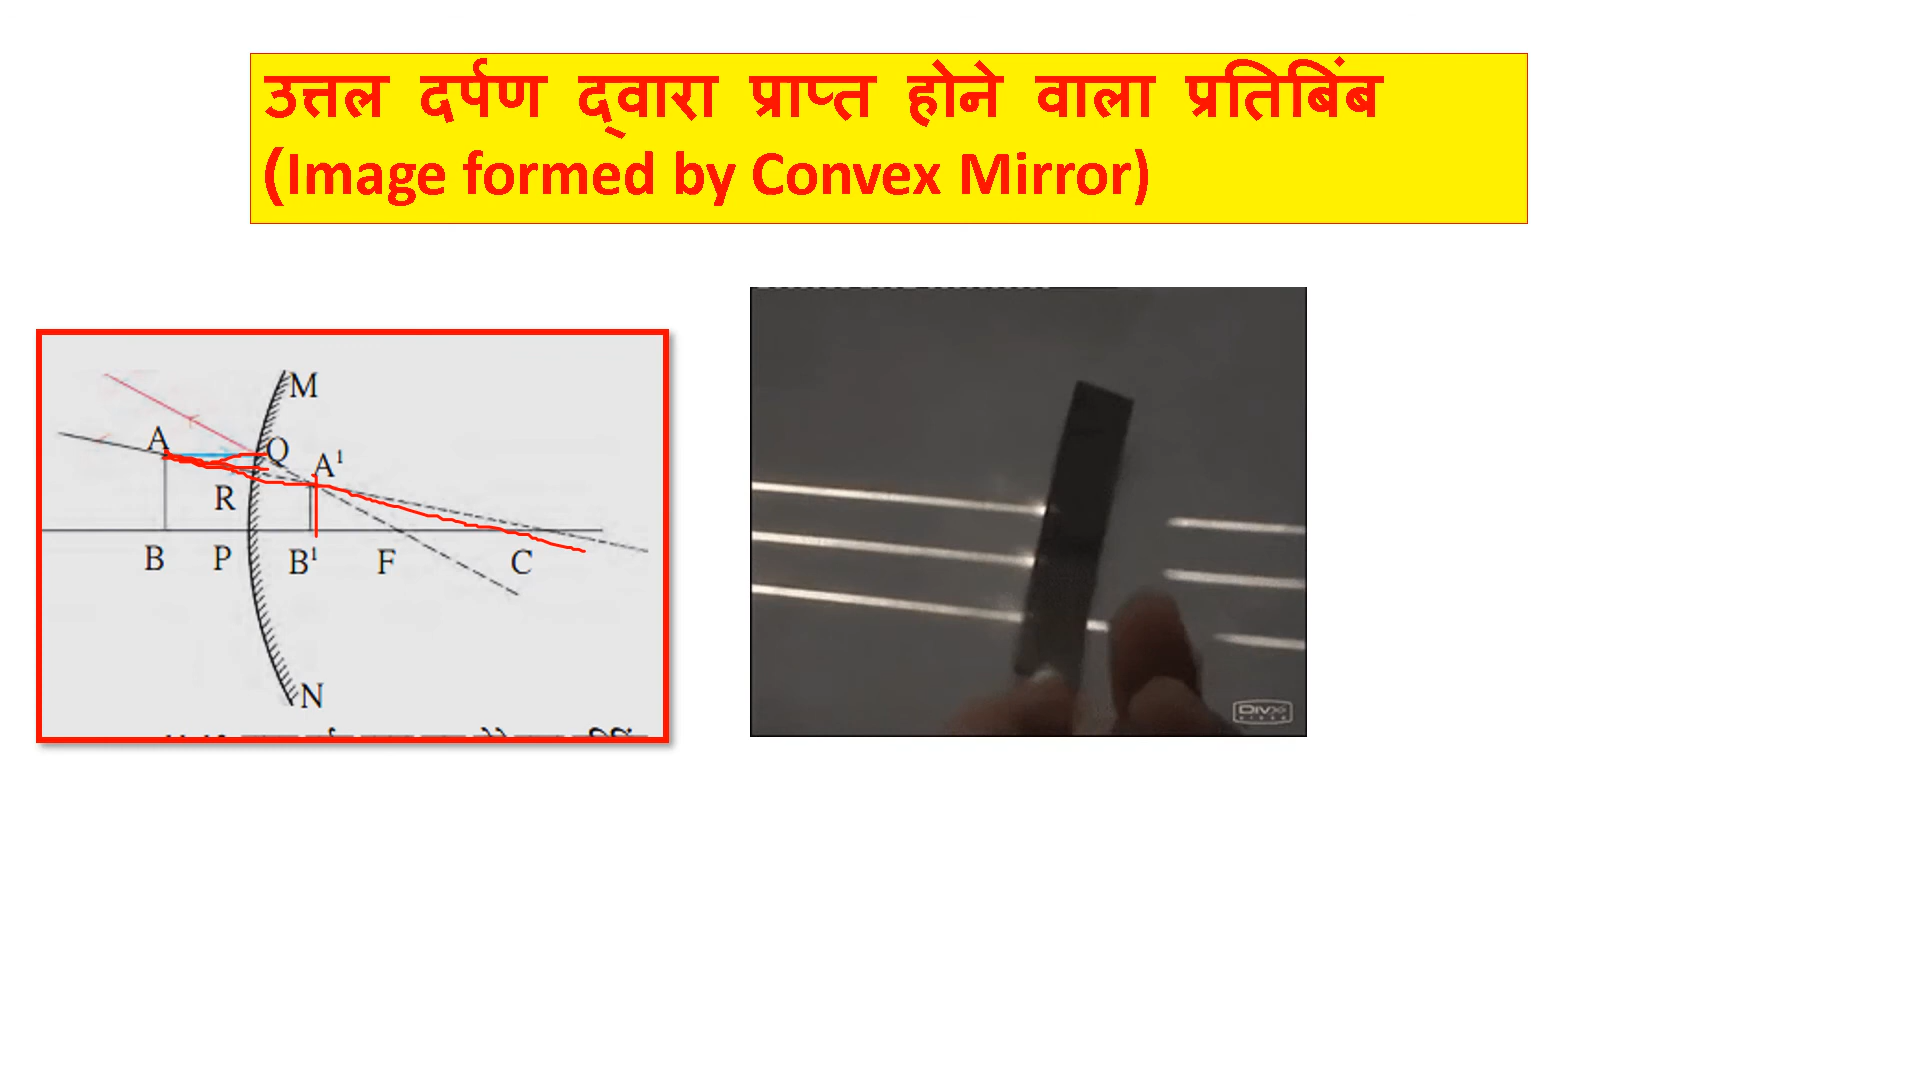 उत्तल दर्पण द्वारा प्राप्त होने वाला प्रतिबिंब
(Image formed by Convex Mirror)
M
A
Q
A¹
R
B P B¹ F C
N
DIVX